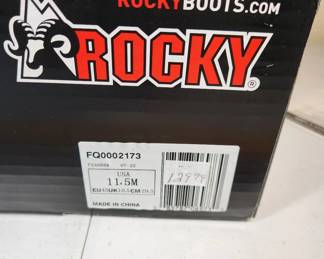 ROCKYBOOTS.COM
ROCKY®
FQ0002173
USA
11.5M
MADE IN CHINA